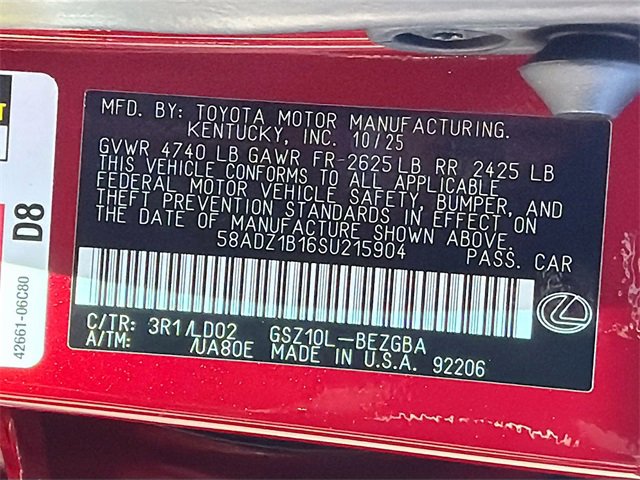 MFD. BY: TOYOTA MOTOR MANUFACTURING.
KENTUCKY, INC. 10/25
GVWR 4740 LB GAWR FR-2625 LB RR 2425 LB
THIS VEHICLE CONFORMS TO ALL APPLICABLE
FEDERAL MOTOR VEHICLE SAFETY, BUMPER, AND
THEFT PREVENTION STANDARDS IN EFFECT ON
THE DATE OF MANUFACTURE SHOWN ABOVE.
58ADZ1B16SU215904 PASS. CAR
C/TR: 3R1/LD02 GSZ10L-BEZGBA
A/TM: /UA80E MADE IN U.S.A. 92206
D8
42661-06C80